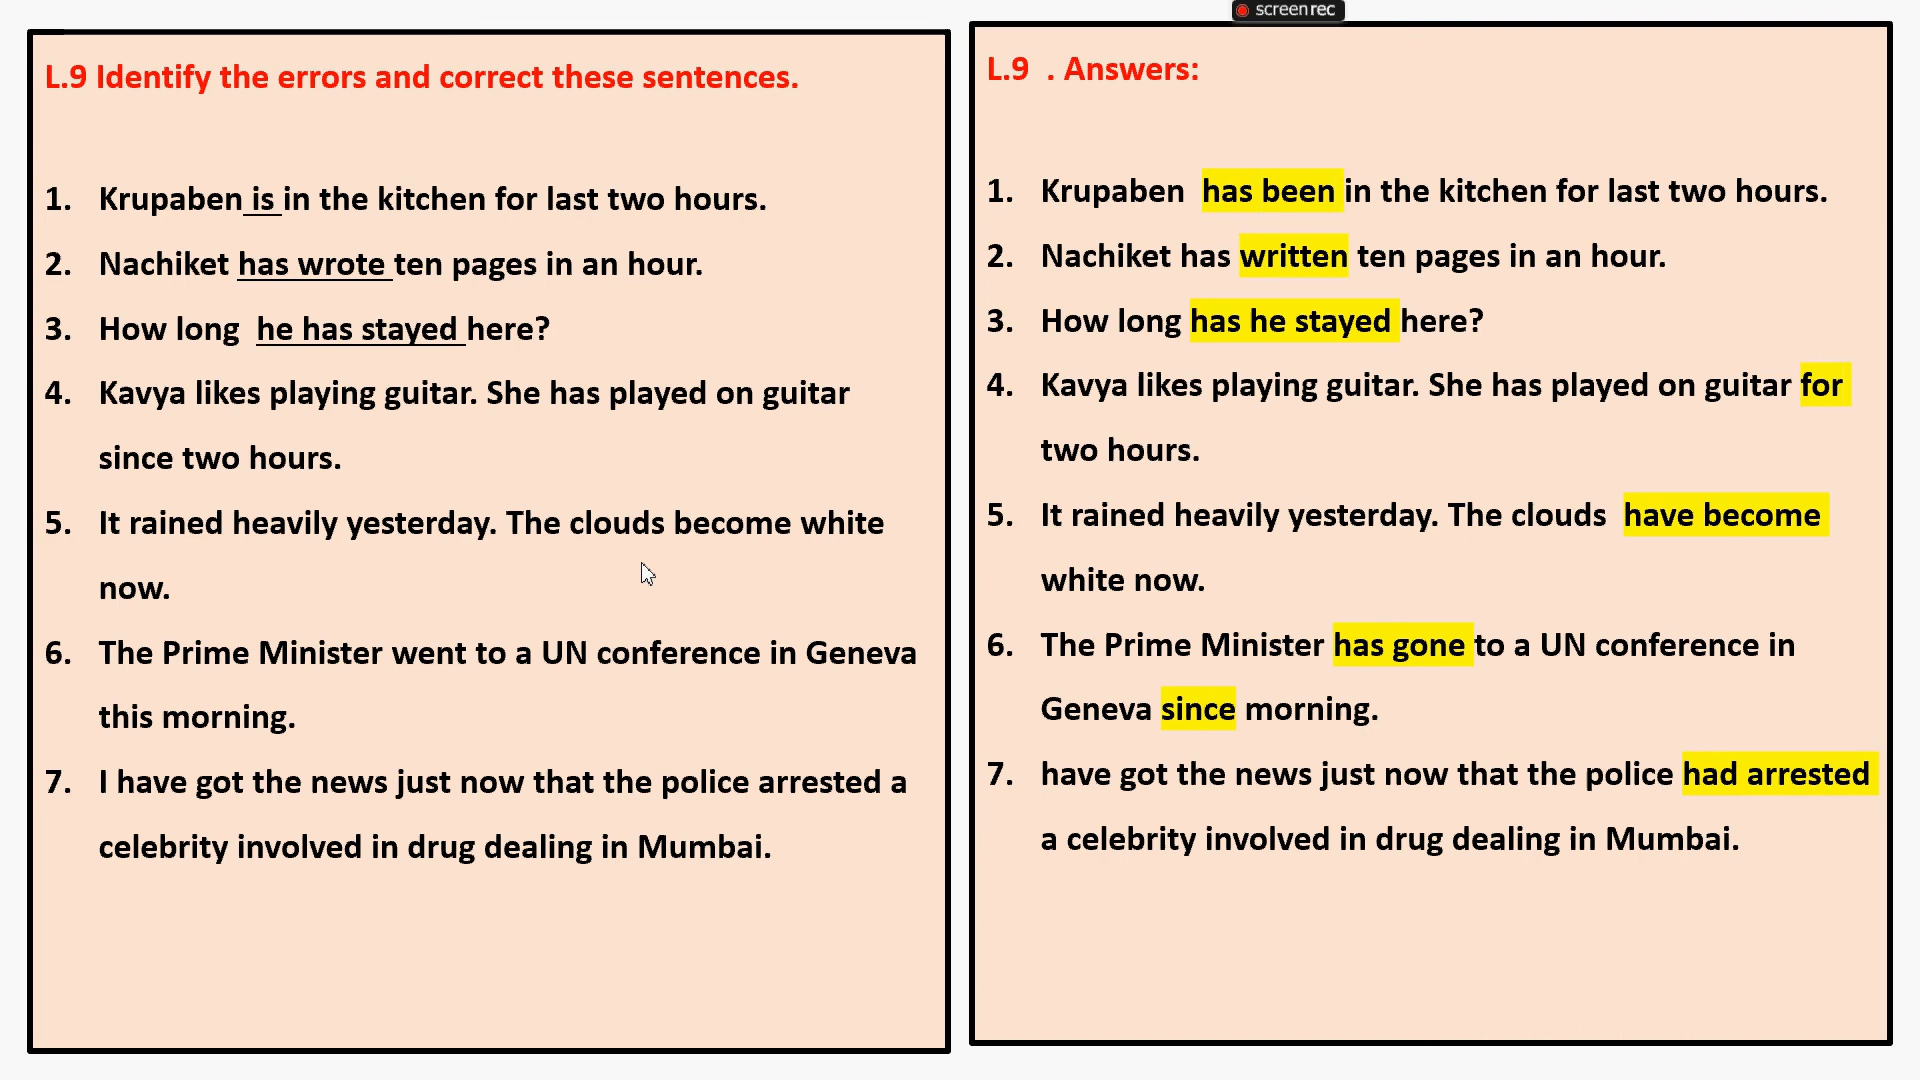 screenrec
L.9 Identify the errors and correct these sentences.
1. Krupaben is in the kitchen for last two hours.
2. Nachiket has wrote ten pages in an hour.
3. How long he has stayed here?
4. Kavya likes playing guitar. She has played on guitar
since two hours.
5. It rained heavily yesterday. The clouds become white
now.
6. The Prime Minister went to a UN conference in Geneva
this morning.
7. I have got the news just now that the police arrested a
celebrity involved in drug dealing in Mumbai.
L.9 . Answers:
1. Krupaben has been in the kitchen for last two hours.
2. Nachiket has written ten pages in an hour.
3. How long has he stayed here?
4. Kavya likes playing guitar. She has played on guitar for
two hours.
5. It rained heavily yesterday. The clouds have become
white now.
6. The Prime Minister has gone to a UN conference in
Geneva since morning.
7. have got the news just now that the police had arrested
a celebrity involved in drug dealing in Mumbai.